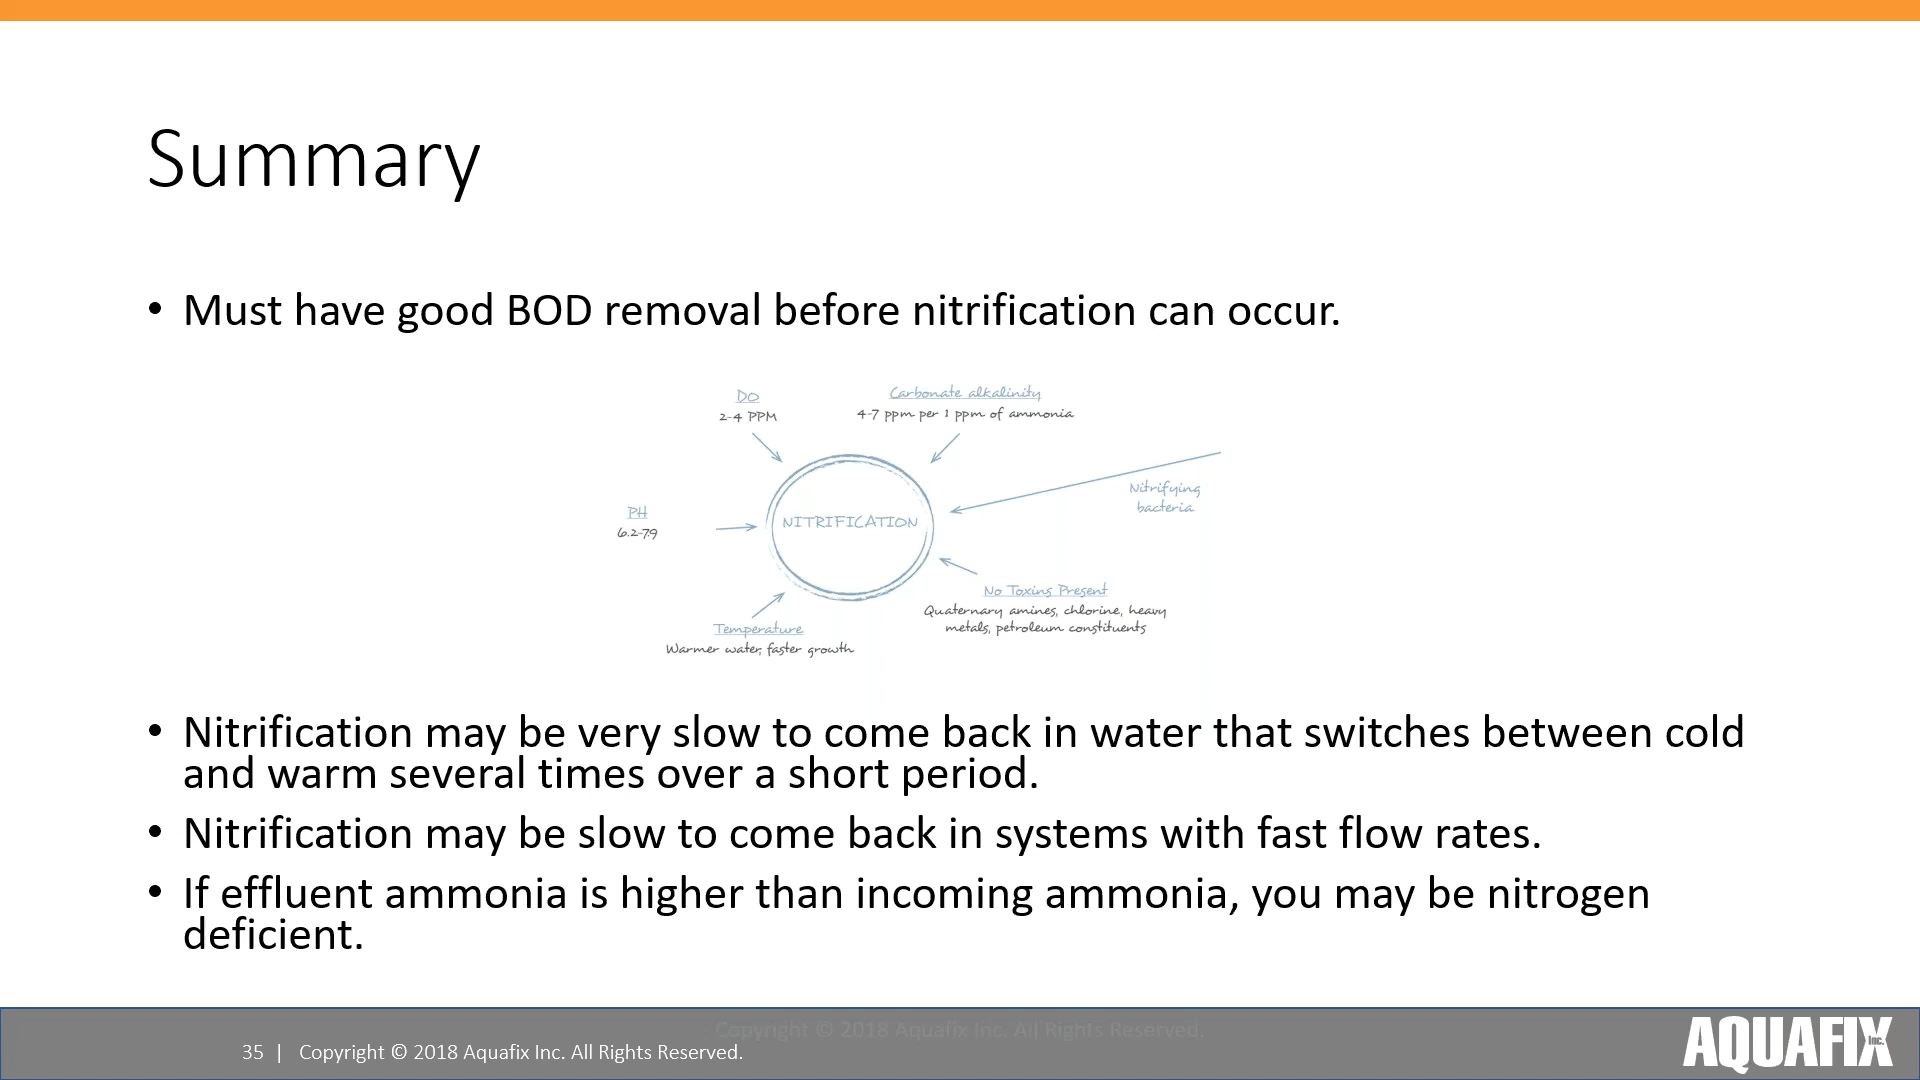 Summary
• Must have good BOD removal before nitrification can occur.
DO
2-4 PPM
Carbonate alkalinity
4-7 ppm per 1 ppm of ammonia
Nitrifying
bacteria
PH
6.2-7.9
NITRIFICATION
No Toxins Present
Quaternary amines, chlorine, heavy
metals, petroleum constituents
Temperature
Warmer water, faster growth
• Nitrification may be very slow to come back in water that switches between cold
and warm several times over a short period.
• Nitrification may be slow to come back in systems with fast flow rates.
• If effluent ammonia is higher than incoming ammonia, you may be nitrogen
deficient.
Copyright © 2018 Aquafix Inc. All Rights Reserved.
35 | Copyright © 2018 Aquafix Inc. All Rights Reserved.
AQUAFIX Inc.